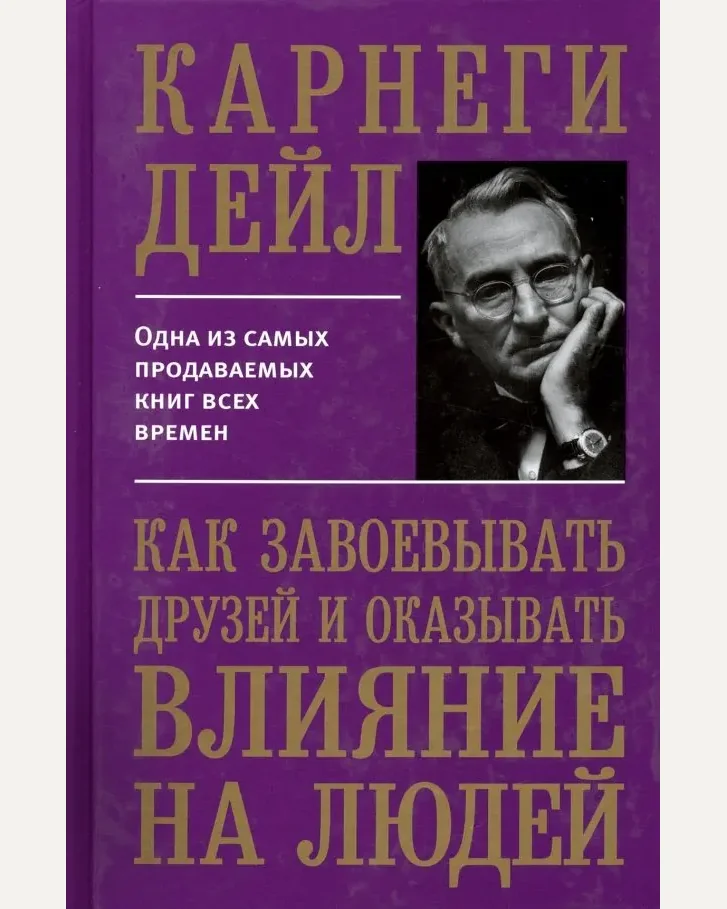 КАРНЕГИ
ДЕЙЛ
Одна из самых
продаваемых
книг всех
времен
КАК ЗАВОЕВЫВАТЬ
ДРУЗЕЙ И ОКАЗЫВАТЬ
ВЛИЯНИЕ
НА ЛЮДЕЙ